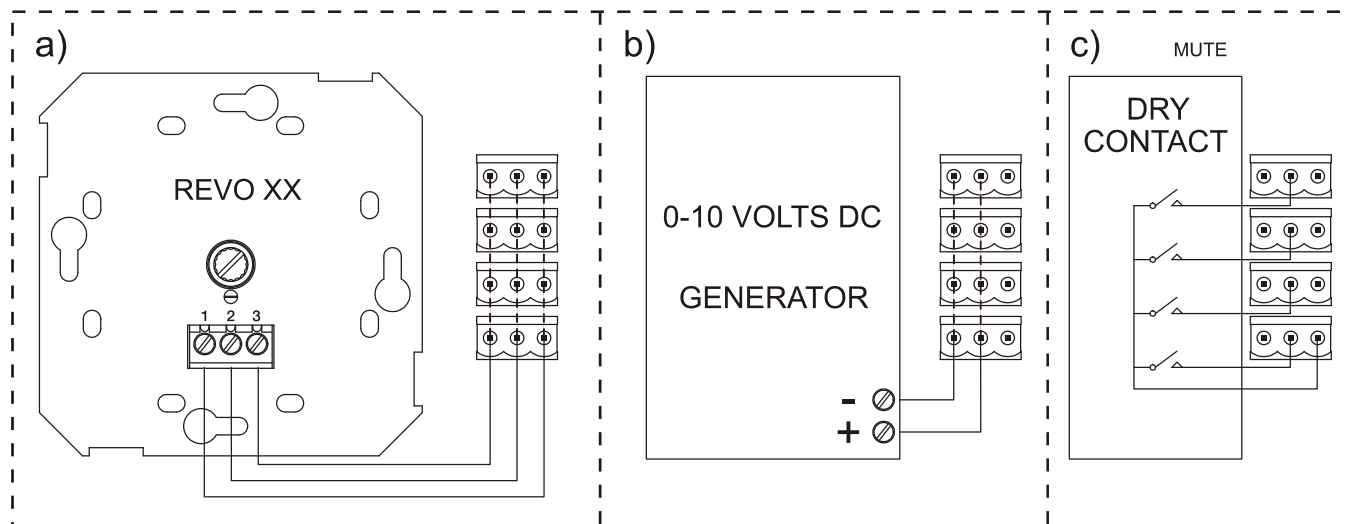 a)
REVO XX
1 2 3
b)
0-10 VOLTS DC
GENERATOR
-
+
c)
MUTE
DRY
CONTACT